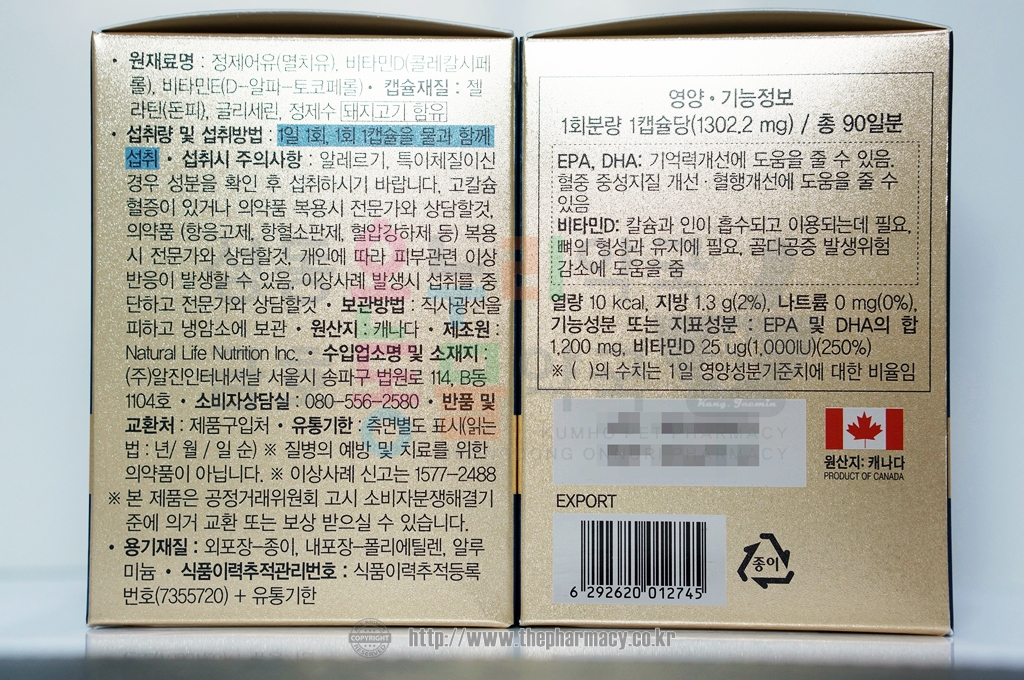 • 원재료명 : 정제어유(멸치유), 비타민D(콜레칼시페
롤), 비타민E(D-알파-토코페롤) • 캡슐재질 : 젤
라틴(돈피), 글리세린, 정제수 돼지고기 함유
• 섭취량 및 섭취방법 : 1일 1회, 1회 1캡슐을 물과 함께
섭취 • 섭취시 주의사항 : 알레르기, 특이체질이신
경우 성분을 확인 후 섭취하시기 바랍니다, 고칼슘
혈증이 있거나 의약품 복용시 전문가와 상담할것,
의약품 (항응고제, 항혈소판제, 혈압강하제 등) 복용
시 전문가와 상담할것, 개인에 따라 피부관련 이상
반응이 발생할 수 있음, 이상사례 발생시 섭취를 중
단하고 전문가와 상담할것 • 보관방법 : 직사광선을
피하고 냉암소에 보관 • 원산지 : 캐나다 • 제조원 :
Natural Life Nutrition Inc. • 수입업소명 및 소재지 :
(주)알진인터내셔날 서울시 송파구 법원로 114, B동
1104호 • 소비자상담실 : 080-556-2580 • 반품 및
교환처 : 제품구입처 • 유통기한 : 측면별도 표시(읽는
법 : 년/ 월 / 일 순) ※ 질병의 예방 및 치료를 위한
의약품이 아닙니다. ※ 이상사례 신고는 1577-2488
※ 본 제품은 공정거래위원회 고시 소비자분쟁해결기
준에 의거 교환 또는 보상 받으실 수 있습니다.
• 용기재질 : 외포장-종이, 내포장-폴리에틸렌, 알루
미늄 • 식품이력추적관리번호 : 식품이력추적등록
번호(7355720) + 유통기한
영양 • 기능정보
1회분량 1캡슐당(1302.2 mg) / 총 90일분
EPA, DHA: 기억력개선에 도움을 줄 수 있음.
혈중 중성지질 개선 · 혈행개선에 도움을 줄 수
있음
비타민D: 칼슘과 인이 흡수되고 이용되는데 필요,
뼈의 형성과 유지에 필요, 골다공증 발생위험
감소에 도움을 줌
열량 10 kcal, 지방 1.3 g(2%), 나트륨 0 mg(0%),
기능성분 또는 지표성분 : EPA 및 DHA의 합
1,200 mg, 비타민D 25 ug(1,000IU)(250%)
※ ( )의 수치는 1일 영양성분기준치에 대한 비율임
Kang, Jaemin
KUMHO PET PHARMACY
PHARMACY
원산지: 캐나다
PRODUCT OF CANADA
EXPORT
종이
6 292620 012745
COPYRIGHT
http://www.thepharmacy.co.kr